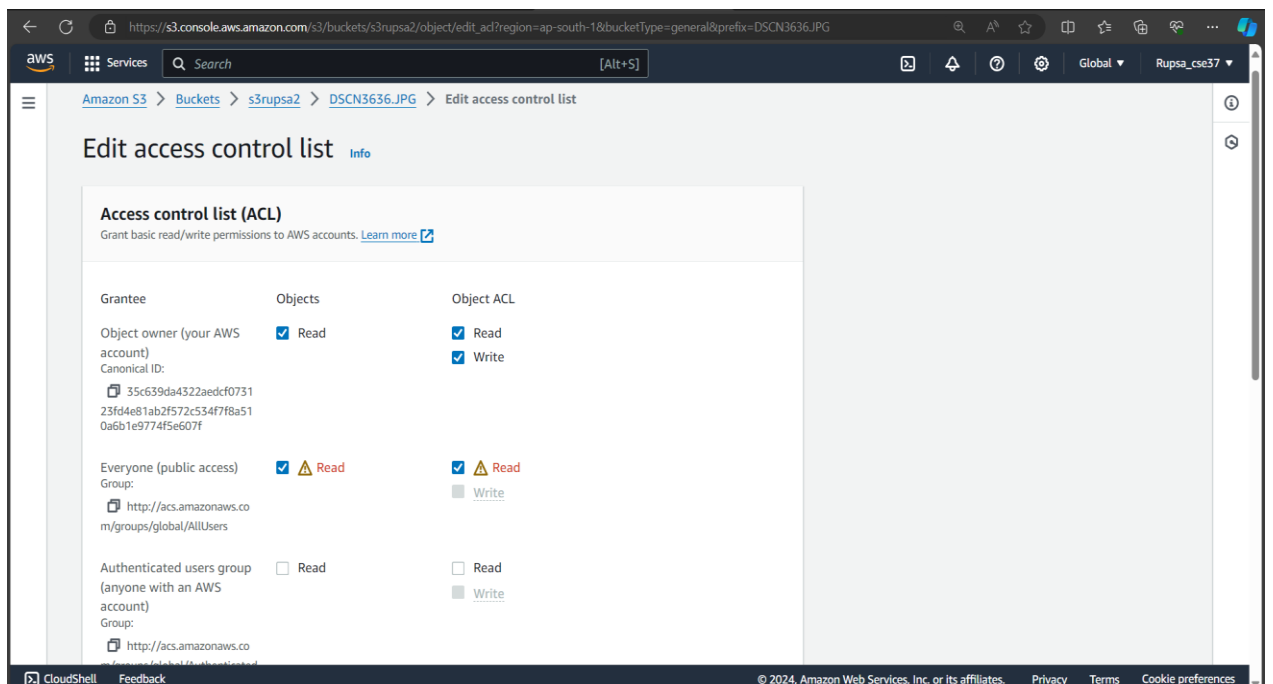 https://s3.console.aws.amazon.com/s3/buckets/s3rupsa2/object/edit_acl?region=ap-south-1&bucketType=general&prefix=DSCN3636.JPG
aws Services Search [Alt+S] Global Rupsa_cse37
Amazon S3 > Buckets > s3rupsa2 > DSCN3636.JPG > Edit access control list
Edit access control list Info
Access control list (ACL)
Grant basic read/write permissions to AWS accounts. Learn more
Grantee Objects Object ACL
Object owner (your AWS Read Read
account) Write
Canonical ID:
35c639da4322aedcf0731
23fd4e81ab2f572c534f7f8a51
0a6b1e9774f5e607f
Everyone (public access) Read Read
Group: Write
http://acs.amazonaws.co
m/groups/global/AllUsers
Authenticated users group Read Read
(anyone with an AWS Write
account)
Group:
http://acs.amazonaws.co
m/groups/global/Authenticated
CloudShell Feedback © 2024, Amazon Web Services, Inc. or its affiliates. Privacy Terms Cookie preferences